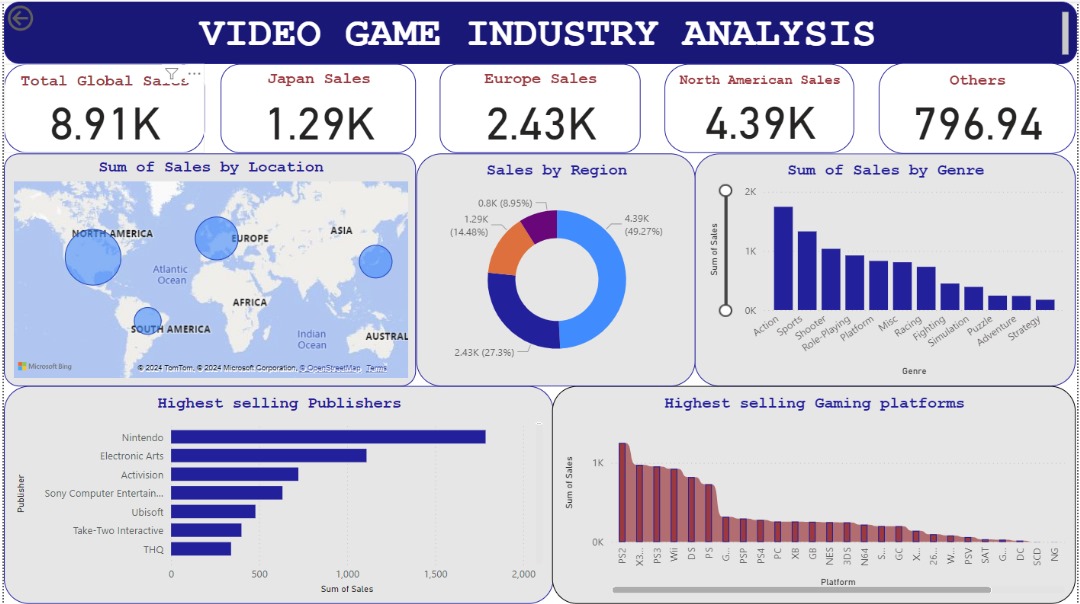 VIDEO GAME INDUSTRY ANALYSIS
Total Global Sales
8.91K
Japan Sales
1.29K
Europe Sales
2.43K
North American Sales
4.39K
Others
796.94
Sum of Sales by Location
NORTH AMERICA
EUROPE
ASIA
Atlantic
Ocean
AFRICA
SOUTH AMERICA
Indian
Ocean
AUSTRAL
Microsoft Bing
© 2024 TomTom, © 2024 Microsoft Corporation, © OpenStreetMap Terms
Sales by Region
0.8K (8.95%)
1.29K
(14.48%)
4.39K
(49.27%)
2.43K (27.3%)
Sum of Sales by Genre
Sum of Sales
2K
1K
0K
Action
Sports
Shooter
Role-Playing
Platform
Misc
Racing
Fighting
Simulation
Puzzle
Adventure
Strategy
Genre
Highest selling Publishers
Publisher
Nintendo
Electronic Arts
Activision
Sony Computer Entertain...
Ubisoft
Take-Two Interactive
THQ
0 500 1,000 1,500 2,000
Sum of Sales
Highest selling Gaming platforms
Sum of Sales
1K
0K
PS2 X3... PS3 Wii DS PS G... PSP PS4 PC XB GB NES 3DS N64 S... GC X... 26... W... PSV SAT G... DC SCD NG
Platform